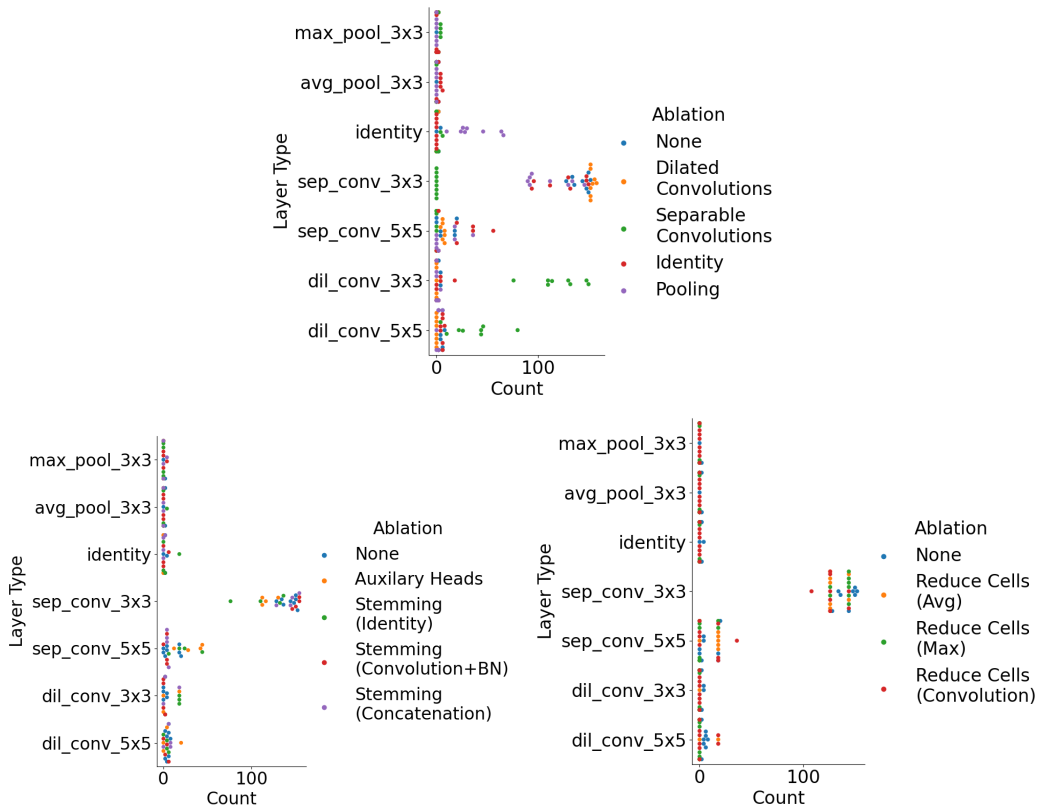 max_pool_3x3
avg_pool_3x3
identity
sep_conv_3x3
sep_conv_5x5
dil_conv_3x3
dil_conv_5x5
Layer Type
0 100
Count
Ablation
None
Dilated
Convolutions
Separable
Convolutions
Identity
Pooling
max_pool_3x3
avg_pool_3x3
identity
sep_conv_3x3
sep_conv_5x5
dil_conv_3x3
dil_conv_5x5
Layer Type
0 100
Count
Ablation
None
Auxilary Heads
Stemming
(Identity)
Stemming
(Convolution+BN)
Stemming
(Concatenation)
max_pool_3x3
avg_pool_3x3
identity
sep_conv_3x3
sep_conv_5x5
dil_conv_3x3
dil_conv_5x5
Layer Type
0 100
Count
Ablation
None
Reduce Cells
(Avg)
Reduce Cells
(Max)
Reduce Cells
(Convolution)